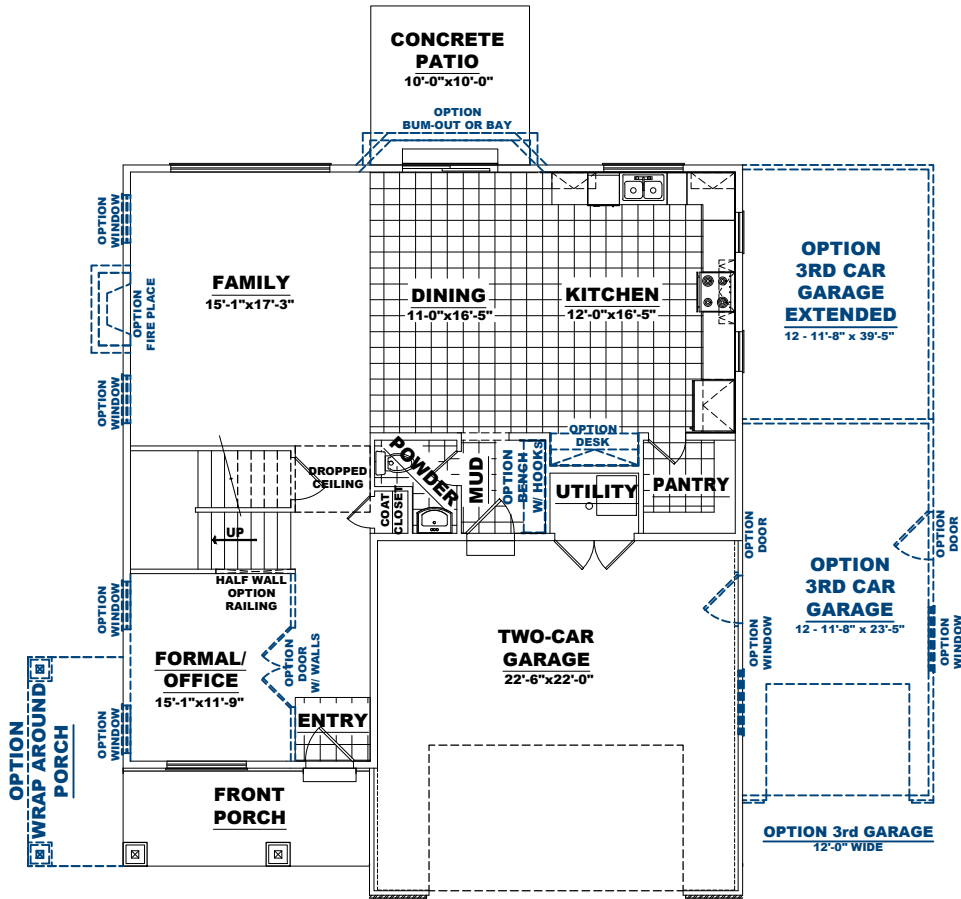 CONCRETE
PATIO
10'-0"x10'-0"
OPTION
BUM-OUT OR BAY
OPTION
WINDOW
FAMILY
15'-1"x17'-3"
DINING
11-0"x16'-5"
KITCHEN
12'-0"x16'-5"
OPTION
3RD CAR
GARAGE
EXTENDED
12 - 11'-8" x 39'-5"
OPTION
FIRE PLACE
OPTION
WINDOW
DROPPED
CEILING
POWDER
COAT
CLOSET
MUD
OPTION
BENCH
W/ HOOKS
OPTION
DESK
UTILITY
PANTRY
UP
HALF WALL
OPTION
RAILING
OPTION
DOOR
OPTION
DOOR
OPTION
3RD CAR
GARAGE
12 - 11'-8" x 23'-5"
OPTION
WINDOW
OPTION
WINDOW
OPTION
WINDOW
FORMAL/
OFFICE
15'-1"x11'-9"
OPTION
DOOR
W/ WALLS
TWO-CAR
GARAGE
22'-6"x22'-0"
OPTION
WINDOW
ENTRY
OPTION
WRAP AROUND
PORCH
FRONT
PORCH
OPTION 3rd GARAGE
12'-0" WIDE